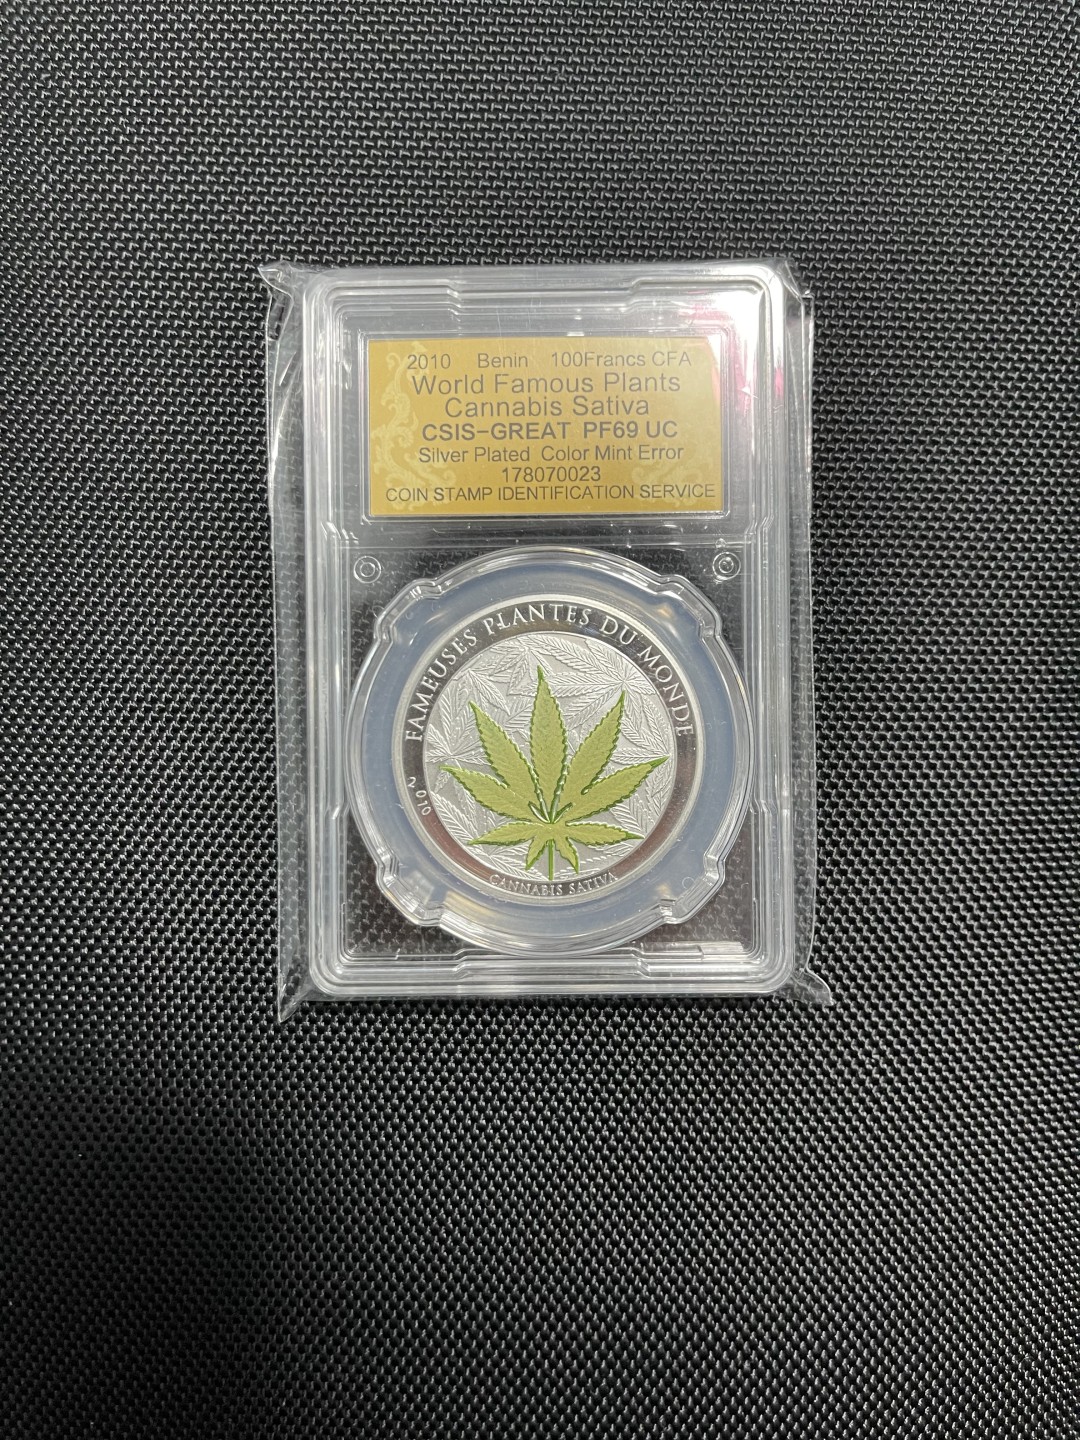 2010 Benin 100Francs CFA
World Famous Plants
Cannabis Sativa
CSIS-GREAT PF69 UC
Silver Plated Color Mint Error
178070023
COIN STAMP IDENTIFICATION SERVICE
FAMEUSES PLANTES DU MONDE
2010
CANNABIS SATIVA